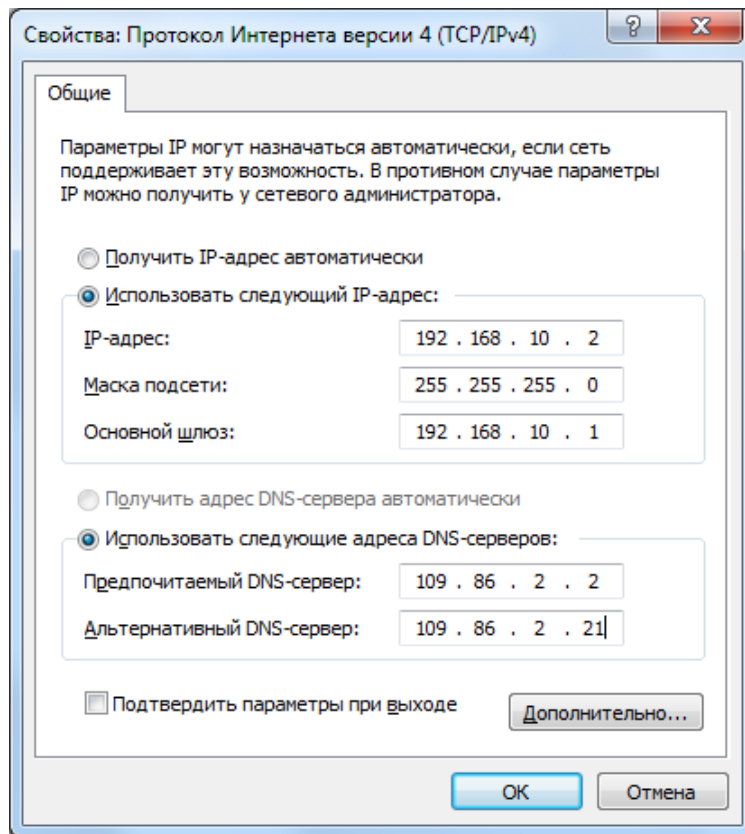 Свойства: Протокол Интернета версии 4 (TCP/IPv4)
Общие
Параметры IP могут назначаться автоматически, если сеть
поддерживает эту возможность. В противном случае параметры
IP можно получить у сетевого администратора.
Получить IP-адрес автоматически
Использовать следующий IP-адрес:
IP-адрес: 192 . 168 . 10 . 2
Маска подсети: 255 . 255 . 255 . 0
Основной шлюз: 192 . 168 . 10 . 1
Получить адрес DNS-сервера автоматически
Использовать следующие адреса DNS-серверов:
Предпочитаемый DNS-сервер: 109 . 86 . 2 . 2
Альтернативный DNS-сервер: 109 . 86 . 2 . 21
Подтвердить параметры при выходе
Дополнительно...
ОК Отмена